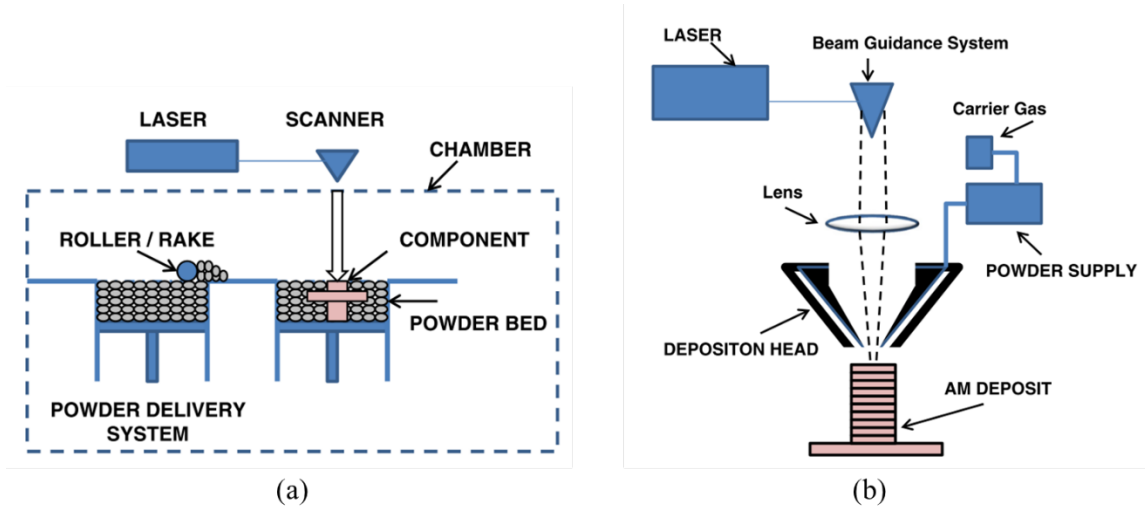 LASER
SCANNER
CHAMBER
ROLLER / RAKE
COMPONENT
POWDER BED
POWDER DELIVERY
SYSTEM
(a)
LASER
Beam Guidance System
Carrier Gas
Lens
POWDER SUPPLY
DEPOSITON HEAD
AM DEPOSIT
(b)